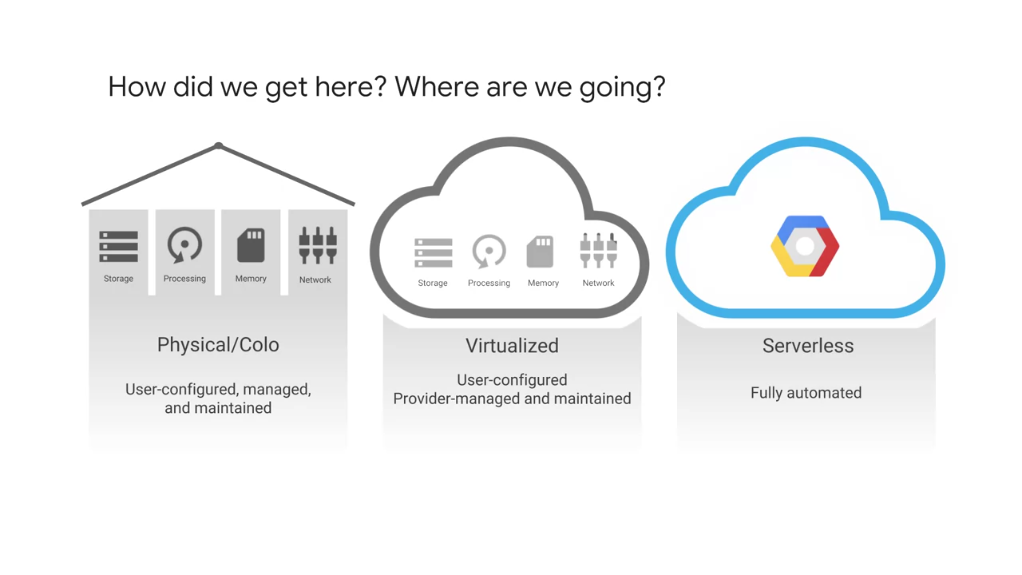 How did we get here? Where are we going?
Storage
Processing
Memory
Network
Physical/Colo
User-configured, managed,
and maintained
Storage
Processing
Memory
Network
Virtualized
User-configured
Provider-managed and maintained
Serverless
Fully automated